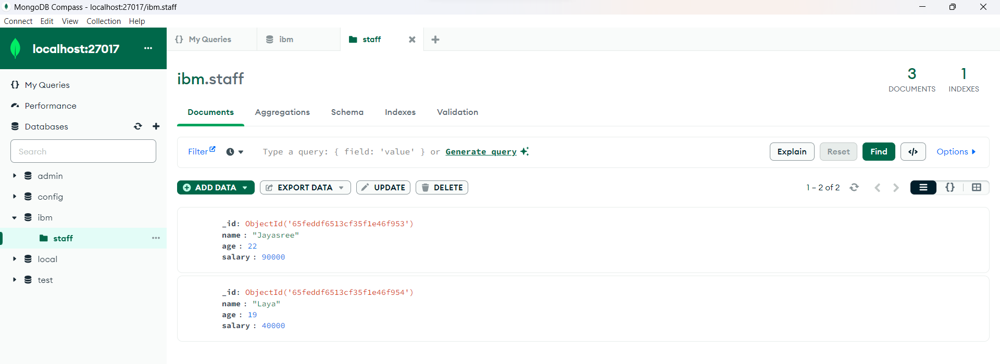 MongoDB Compass - localhost:27017/ibm.staff
Connect Edit View Collection Help
localhost:27017
{} My Queries
ibm
staff
My Queries
Performance
Databases
Search
admin
config
ibm
staff
local
test
ibm.staff
3
DOCUMENTS
1
INDEXES
Documents Aggregations Schema Indexes Validation
Filter
Type a query: { field: 'value' } or Generate query
Explain Reset Find </> Options
ADD DATA EXPORT DATA UPDATE DELETE
1 – 2 of 2
{}
_id: ObjectId('65feddf6513cf35f1e46f953')
name : "Jayasree"
age : 22
salary : 90000
_id: ObjectId('65feddf6513cf35f1e46f954')
name : "Laya"
age : 19
salary : 40000